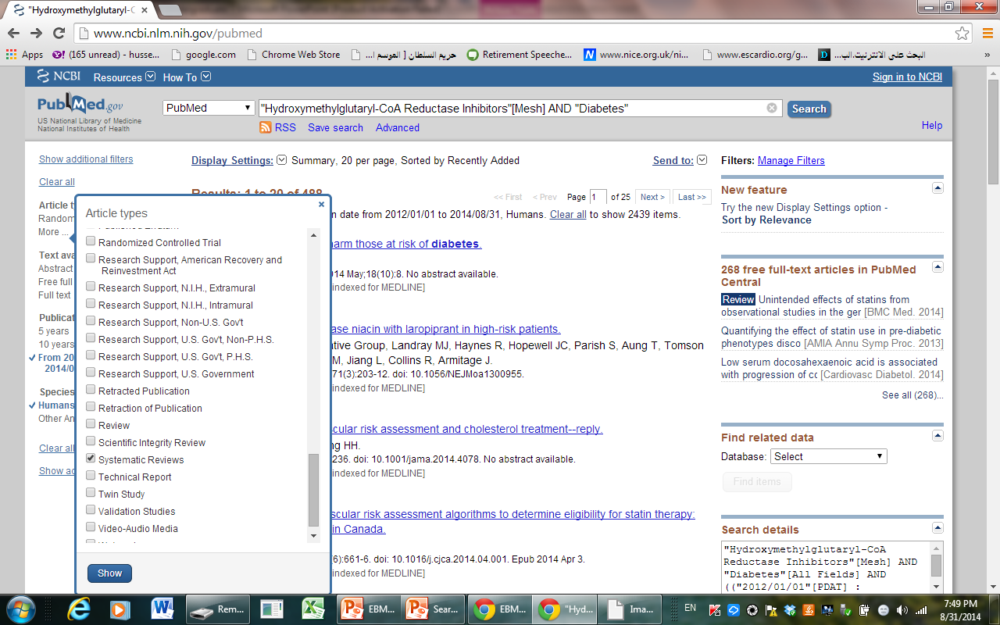 "Hydroxymethylglutaryl-C
www.ncbi.nlm.nih.gov/pubmed
Apps
(165 unread) - husse...
google.com
Chrome Web Store
حريم السلطان [ الموسم ا...
Retirement Speeche...
www.nice.org.uk/ni...
www.escardio.org/g...
البحث على الانترنيت.الب...
»
NCBI Resources How To
Sign in to NCBI
PubMed.gov
US National Library of Medicine
National Institutes of Health
PubMed
"Hydroxymethylglutaryl-CoA Reductase Inhibitors"[Mesh] AND "Diabetes"
Search
RSS Save search Advanced
Help
Show additional filters
Clear all
Article t
Random
More ...
Text ava
Abstract
Free full
Full text
Publicat
5 years
10 years
From 20
2014/0
Species
Humans
Other An
Clear all
Show ad
Article types
Randomized Controlled Trial
Research Support, American Recovery and
Reinvestment Act
Research Support, N.I.H., Extramural
Research Support, N.I.H., Intramural
Research Support, Non-U.S. Gov't
Research Support, U.S. Gov't, Non-P.H.S.
Research Support, U.S. Gov't, P.H.S.
Research Support, U.S. Government
Retracted Publication
Retraction of Publication
Review
Scientific Integrity Review
Systematic Reviews
Technical Report
Twin Study
Validation Studies
Video-Audio Media
Show
Display Settings: Summary, 20 per page, Sorted by Recently Added
Send to:
Results: 1 to 20 of 488
<< First < Prev Page 1 of 25 Next > Last >>
n date from 2012/01/01 to 2014/08/31, Humans. Clear all to show 2439 items.
arm those at risk of diabetes.
14 May;18(10):8. No abstract available.
indexed for MEDLINE]
ase niacin with laropiprant in high-risk patients.
ative Group, Landray MJ, Haynes R, Hopewell JC, Parish S, Aung T, Tomson
M, Jiang L, Collins R, Armitage J.
71(3):203-12. doi: 10.1056/NEJMoa1300955.
indexed for MEDLINE]
scular risk assessment and cholesterol treatment--reply.
ng HH.
236. doi: 10.1001/jama.2014.4078. No abstract available.
indexed for MEDLINE]
scular risk assessment algorithms to determine eligibility for statin therapy:
in Canada.
(6):661-6. doi: 10.1016/j.cjca.2014.04.001. Epub 2014 Apr 3.
indexed for MEDLINE]
Filters: Manage Filters
New feature
Try the new Display Settings option -
Sort by Relevance
268 free full-text articles in PubMed
Central
Review Unintended effects of statins from
observational studies in the ger [BMC Med. 2014]
Quantifying the effect of statin use in pre-diabetic
phenotypes disco [AMIA Annu Symp Proc. 2013]
Low serum docosahexaenoic acid is associated
with progression of cc [Cardiovasc Diabetol. 2014]
See all (268)...
Find related data
Database: Select
Find items
Search details
"Hydroxymethylglutaryl-CoA
Reductase Inhibitors"[Mesh] AND
"Diabetes"[All Fields] AND
(("2012/01/01"[PDAT] :
Rem...
EBM...
Sear...
EBM...
"Hyd...
Ima...
EN
7:49 PM
8/31/2014